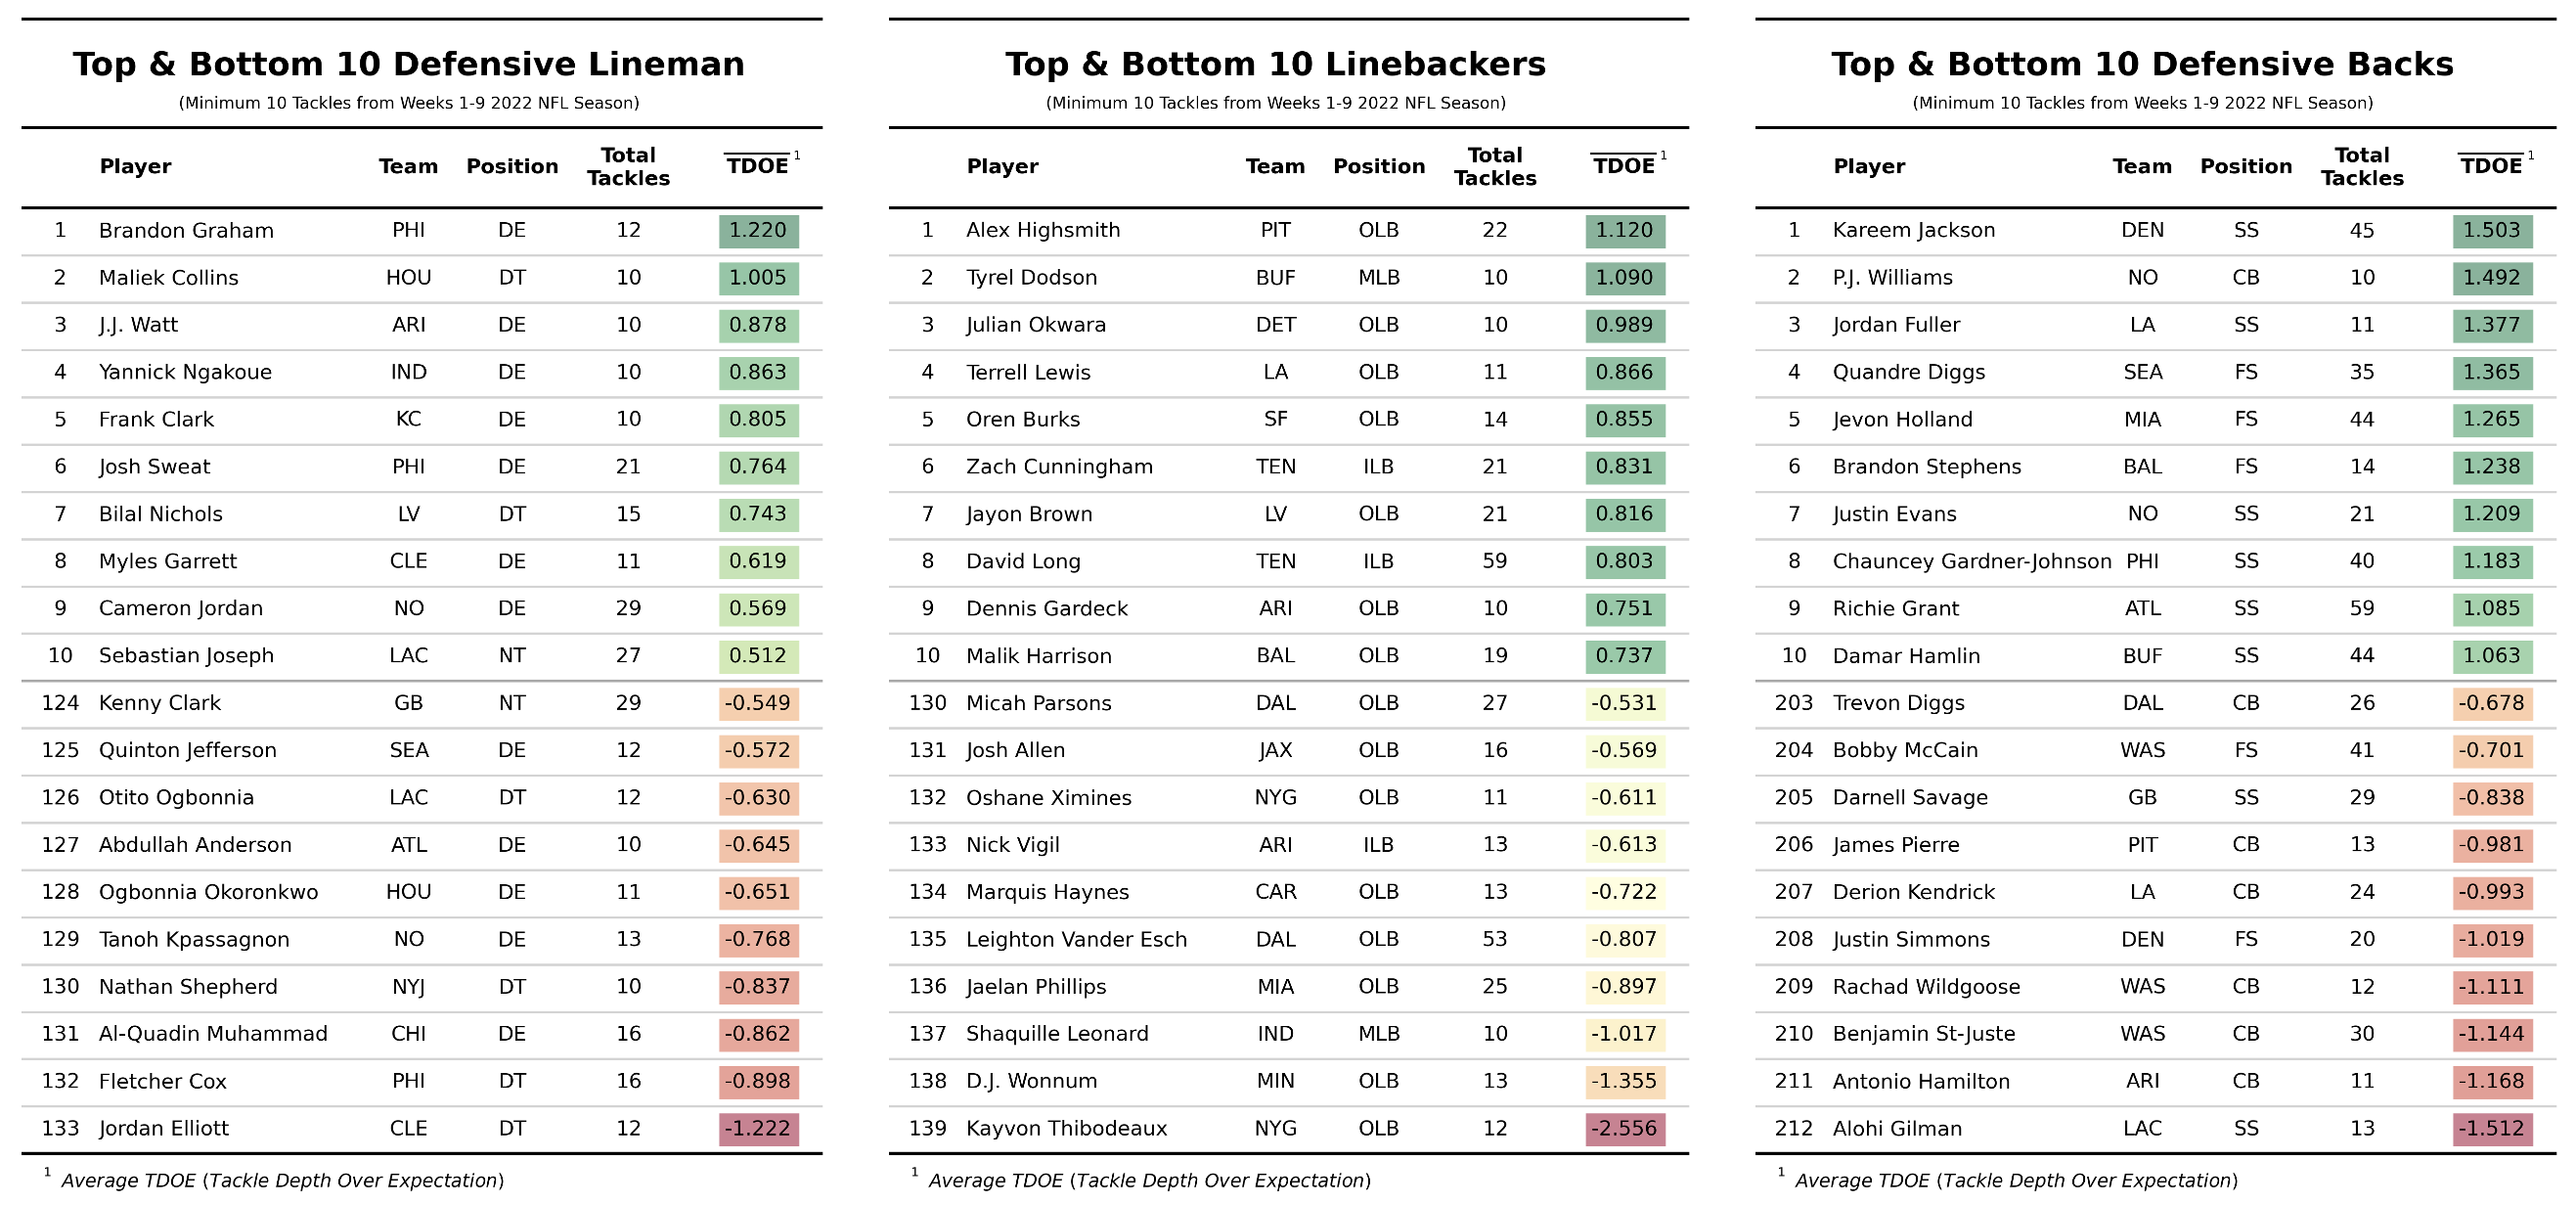 Top & Bottom 10 Defensive Lineman
(Minimum 10 Tackles from Weeks 1-9 2022 NFL Season)
Player Team Position Total Tackles TDOE 1
1 Brandon Graham PHI DE 12 1.220
2 Maliek Collins HOU DT 10 1.005
3 J.J. Watt ARI DE 10 0.878
4 Yannick Ngakoue IND DE 10 0.863
5 Frank Clark KC DE 10 0.805
6 Josh Sweat PHI DE 21 0.764
7 Bilal Nichols LV DT 15 0.743
8 Myles Garrett CLE DE 11 0.619
9 Cameron Jordan NO DE 29 0.569
10 Sebastian Joseph LAC NT 27 0.512
124 Kenny Clark GB NT 29 -0.549
125 Quinton Jefferson SEA DE 12 -0.572
126 Otito Ogbonnia LAC DT 12 -0.630
127 Abdullah Anderson ATL DE 10 -0.645
128 Ogbonnia Okoronkwo HOU DE 11 -0.651
129 Tanoh Kpassagnon NO DE 13 -0.768
130 Nathan Shepherd NYJ DT 10 -0.837
131 Al-Quadin Muhammad CHI DE 16 -0.862
132 Fletcher Cox PHI DT 16 -0.898
133 Jordan Elliott CLE DT 12 -1.222
1 Average TDOE (Tackle Depth Over Expectation)
Top & Bottom 10 Linebackers
(Minimum 10 Tackles from Weeks 1-9 2022 NFL Season)
Player Team Position Total Tackles TDOE 1
1 Alex Highsmith PIT OLB 22 1.120
2 Tyrel Dodson BUF MLB 10 1.090
3 Julian Okwara DET OLB 10 0.989
4 Terrell Lewis LA OLB 11 0.866
5 Oren Burks SF OLB 14 0.855
6 Zach Cunningham TEN ILB 21 0.831
7 Jayon Brown LV OLB 21 0.816
8 David Long TEN ILB 59 0.803
9 Dennis Gardeck ARI OLB 10 0.751
10 Malik Harrison BAL OLB 19 0.737
130 Micah Parsons DAL OLB 27 -0.531
131 Josh Allen JAX OLB 16 -0.569
132 Oshane Ximines NYG OLB 11 -0.611
133 Nick Vigil ARI ILB 13 -0.613
134 Marquis Haynes CAR OLB 13 -0.722
135 Leighton Vander Esch DAL OLB 53 -0.807
136 Jaelan Phillips MIA OLB 25 -0.897
137 Shaquille Leonard IND MLB 10 -1.017
138 D.J. Wonnum MIN OLB 13 -1.355
139 Kayvon Thibodeaux NYG OLB 12 -2.556
1 Average TDOE (Tackle Depth Over Expectation)
Top & Bottom 10 Defensive Backs
(Minimum 10 Tackles from Weeks 1-9 2022 NFL Season)
Player Team Position Total Tackles TDOE 1
1 Kareem Jackson DEN SS 45 1.503
2 P.J. Williams NO CB 10 1.492
3 Jordan Fuller LA SS 11 1.377
4 Quandre Diggs SEA FS 35 1.365
5 Jevon Holland MIA FS 44 1.265
6 Brandon Stephens BAL FS 14 1.238
7 Justin Evans NO SS 21 1.209
8 Chauncey Gardner-Johnson PHI SS 40 1.183
9 Richie Grant ATL SS 59 1.085
10 Damar Hamlin BUF SS 44 1.063
203 Trevon Diggs DAL CB 26 -0.678
204 Bobby McCain WAS FS 41 -0.701
205 Darnell Savage GB SS 29 -0.838
206 James Pierre PIT CB 13 -0.981
207 Derion Kendrick LA CB 24 -0.993
208 Justin Simmons DEN FS 20 -1.019
209 Rachad Wildgoose WAS CB 12 -1.111
210 Benjamin St-Juste WAS CB 30 -1.144
211 Antonio Hamilton ARI CB 11 -1.168
212 Alohi Gilman LAC SS 13 -1.512
1 Average TDOE (Tackle Depth Over Expectation)